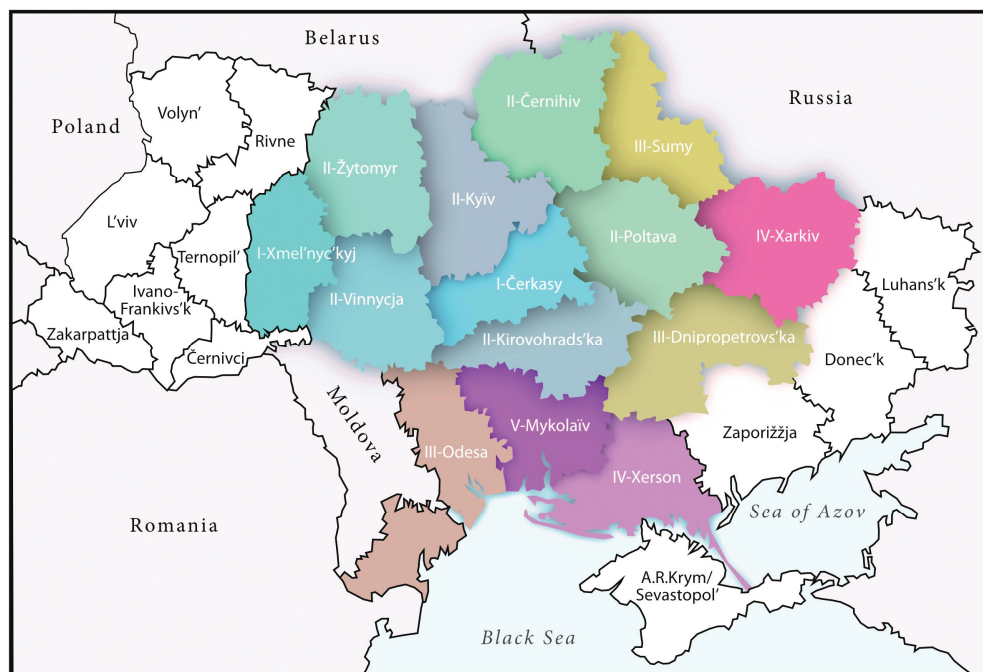 Belarus
Russia
Poland
Volyn’
Rivne
II-Černihiv
III-Sumy
II-Žytomyr
II-Kyïv
L’viv
Ternopil’
I-Xmel’nyc’kyj
II-Poltava
IV-Xarkiv
Ivano-
Frankivs’k
II-Vinnycja
I-Čerkasy
Luhans’k
Zakarpattja
Černivci
II-Kirovohrads’ka
III-Dnipropetrovs’ka
Donec’k
Moldova
III-Odesa
V-Mykolaïv
Zaporižžja
IV-Xerson
Romania
Sea of Azov
A.R.Krym/
Sevastopol’
Black Sea